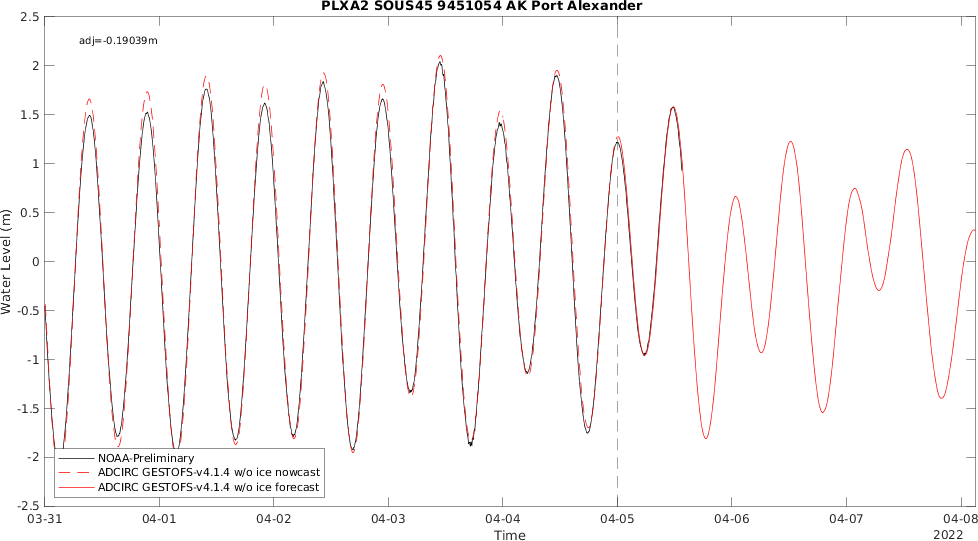 PLXA2 SOUS45 9451054 AK Port Alexander
adj=-0.19039m
2.5
2
1.5
1
0.5
0
-0.5
-1
-1.5
-2
-2.5
Water Level (m)
NOAA-Preliminary
ADCIRC GESTOFS-v4.1.4 w/o ice nowcast
ADCIRC GESTOFS-v4.1.4 w/o ice forecast
03-31 04-01 04-02 04-03 04-04 04-05 04-06 04-07 04-08
Time
2022